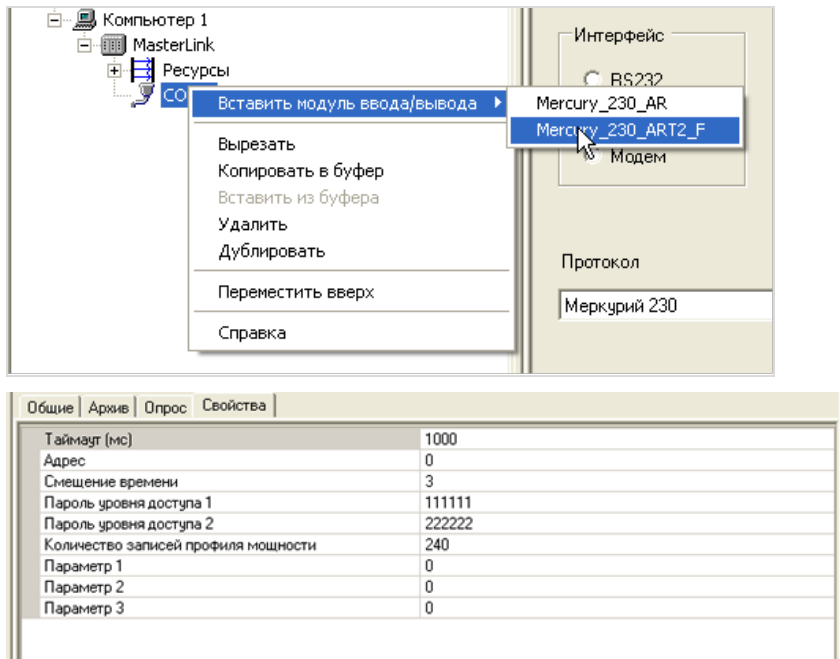 Компьютер 1
MasterLink
Ресурсы
CO
Вставить модуль ввода/вывода
Вырезать
Копировать в буфер
Вставить из буфера
Удалить
Дублировать
Переместить вверх
Справка
Интерфейс
RS232
Mercury_230_AR
Mercury_230_ART2_F
Модем
Протокол
Меркурий 230
Общие Архив Опрос Свойства
Таймаут (мс) 1000
Адрес 0
Смещение времени 3
Пароль уровня доступа 1 111111
Пароль уровня доступа 2 222222
Количество записей профиля мощности 240
Параметр 1 0
Параметр 2 0
Параметр 3 0